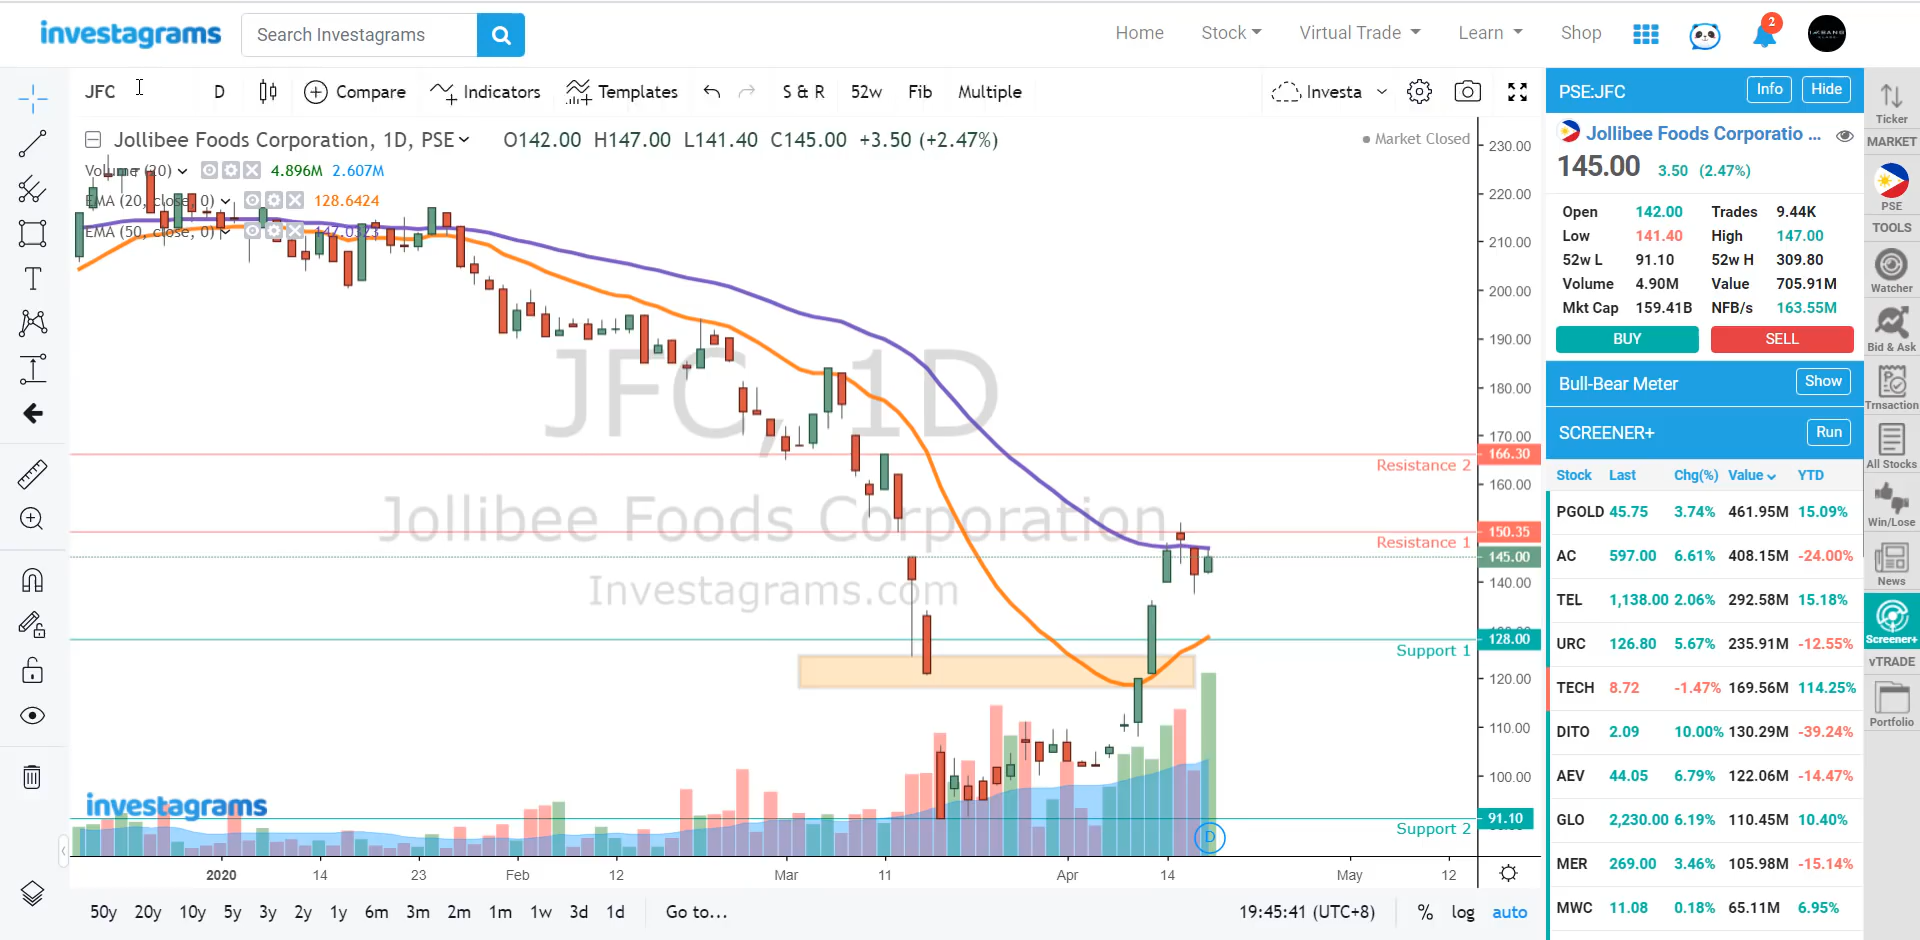 investagrams
Search Investagrams
Home Stock Virtual Trade Learn Shop
2
JFC D Compare Indicators Templates S & R 52w Fib Multiple Investa
Jollibee Foods Corporation, 1D, PSE O142.00 H147.00 L141.40 C145.00 +3.50 (+2.47%)
Market Closed
Volume (20) 4.896M 2.607M
EMA (20, close, 0) 128.6424
EMA (50, close, 0) 147.0323
JFC, 1D
Jollibee Foods Corporation
Investagrams.com
230.00
220.00
210.00
200.00
190.00
180.00
170.00
166.30
Resistance 2
160.00
150.35
Resistance 1
145.00
140.00
128.00
Support 1
120.00
110.00
100.00
91.10
Support 2
investagrams
D
2020 14 23 Feb 12 Mar 11 Apr 14 May 12
50y 20y 10y 5y 3y 2y 1y 6m 3m 2m 1m 1w 3d 1d Go to...
19:45:41 (UTC+8) % log auto
PSE:JFC Info Hide
Jollibee Foods Corporatio ...
145.00 3.50 (2.47%)
Open 142.00 Trades 9.44K
Low 141.40 High 147.00
52w L 91.10 52w H 309.80
Volume 4.90M Value 705.91M
Mkt Cap 159.41B NFB/s 163.55M
BUY SELL
Bull-Bear Meter Show
SCREENER+ Run
Stock Last Chg(%) Value YTD
PGOLD 45.75 3.74% 461.95M 15.09%
AC 597.00 6.61% 408.15M -24.00%
TEL 1,138.00 2.06% 292.58M 15.18%
URC 126.80 5.67% 235.91M -12.55%
TECH 8.72 -1.47% 169.56M 114.25%
DITO 2.09 10.00% 130.29M -39.24%
AEV 44.05 6.79% 122.06M -14.47%
GLO 2,230.00 6.19% 110.45M 10.40%
MER 269.00 3.46% 105.98M -15.14%
MWC 11.08 0.18% 65.11M 6.95%
Ticker
MARKET
PSE
TOOLS
Watcher
Bid & Ask
Trnsaction
All Stocks
Win/Lose
News
Screener+
vTRADE
Portfolio